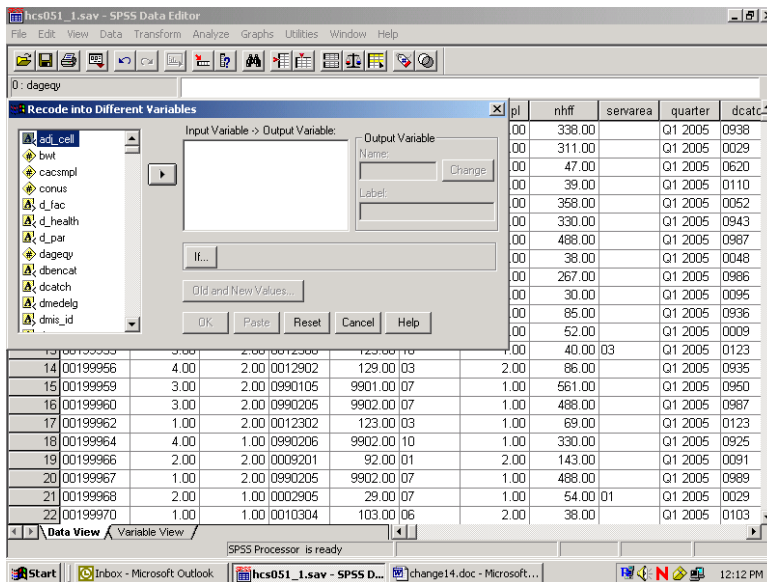 hcs051_1.sav - SPSS Data Editor
File Edit View Data Transform Analyze Graphs Utilities Window Help
0 : dageqy
pl nhff servarea quarter dcatc
.00 338.00 Q1 2005 0938
.00 311.00 Q1 2005 0029
.00 47.00 Q1 2005 0620
.00 39.00 Q1 2005 0110
.00 358.00 Q1 2005 0052
.00 330.00 Q1 2005 0943
.00 488.00 Q1 2005 0987
.00 38.00 Q1 2005 0048
.00 267.00 Q1 2005 0986
.00 30.00 Q1 2005 0095
.00 85.00 Q1 2005 0936
.00 52.00 Q1 2005 0009
Recode into Different Variables
adj_cell
bwt
cacsmpl
conus
d_fac
d_health
d_par
dageqy
dbencat
dcatch
dmedelg
dmis_id
Input Variable -> Output Variable:
Output Variable
Name:
Change
Label:
If...
Old and New Values...
OK Paste Reset Cancel Help
40.00 03 Q1 2005 0123
14 00199956 4.00 2.00 0012902 129.00 03 2.00 86.00 Q1 2005 0935
15 00199959 3.00 2.00 0990105 9901.00 07 1.00 561.00 Q1 2005 0950
16 00199960 3.00 2.00 0990205 9902.00 07 1.00 488.00 Q1 2005 0987
17 00199962 1.00 2.00 0012302 123.00 03 1.00 69.00 Q1 2005 0123
18 00199964 4.00 1.00 0990206 9902.00 10 1.00 330.00 Q1 2005 0925
19 00199966 2.00 2.00 0009201 92.00 01 2.00 143.00 Q1 2005 0091
20 00199967 1.00 2.00 0990205 9902.00 07 1.00 488.00 Q1 2005 0989
21 00199968 2.00 1.00 0002905 29.00 07 1.00 54.00 01 Q1 2005 0029
22 00199970 1.00 1.00 0010304 103.00 06 2.00 38.00 Q1 2005 0103
Data View Variable View
SPSS Processor is ready
Start Inbox - Microsoft Outlook hcs051_1.sav - SPSS D... change14.doc - Microsoft... 12:12 PM